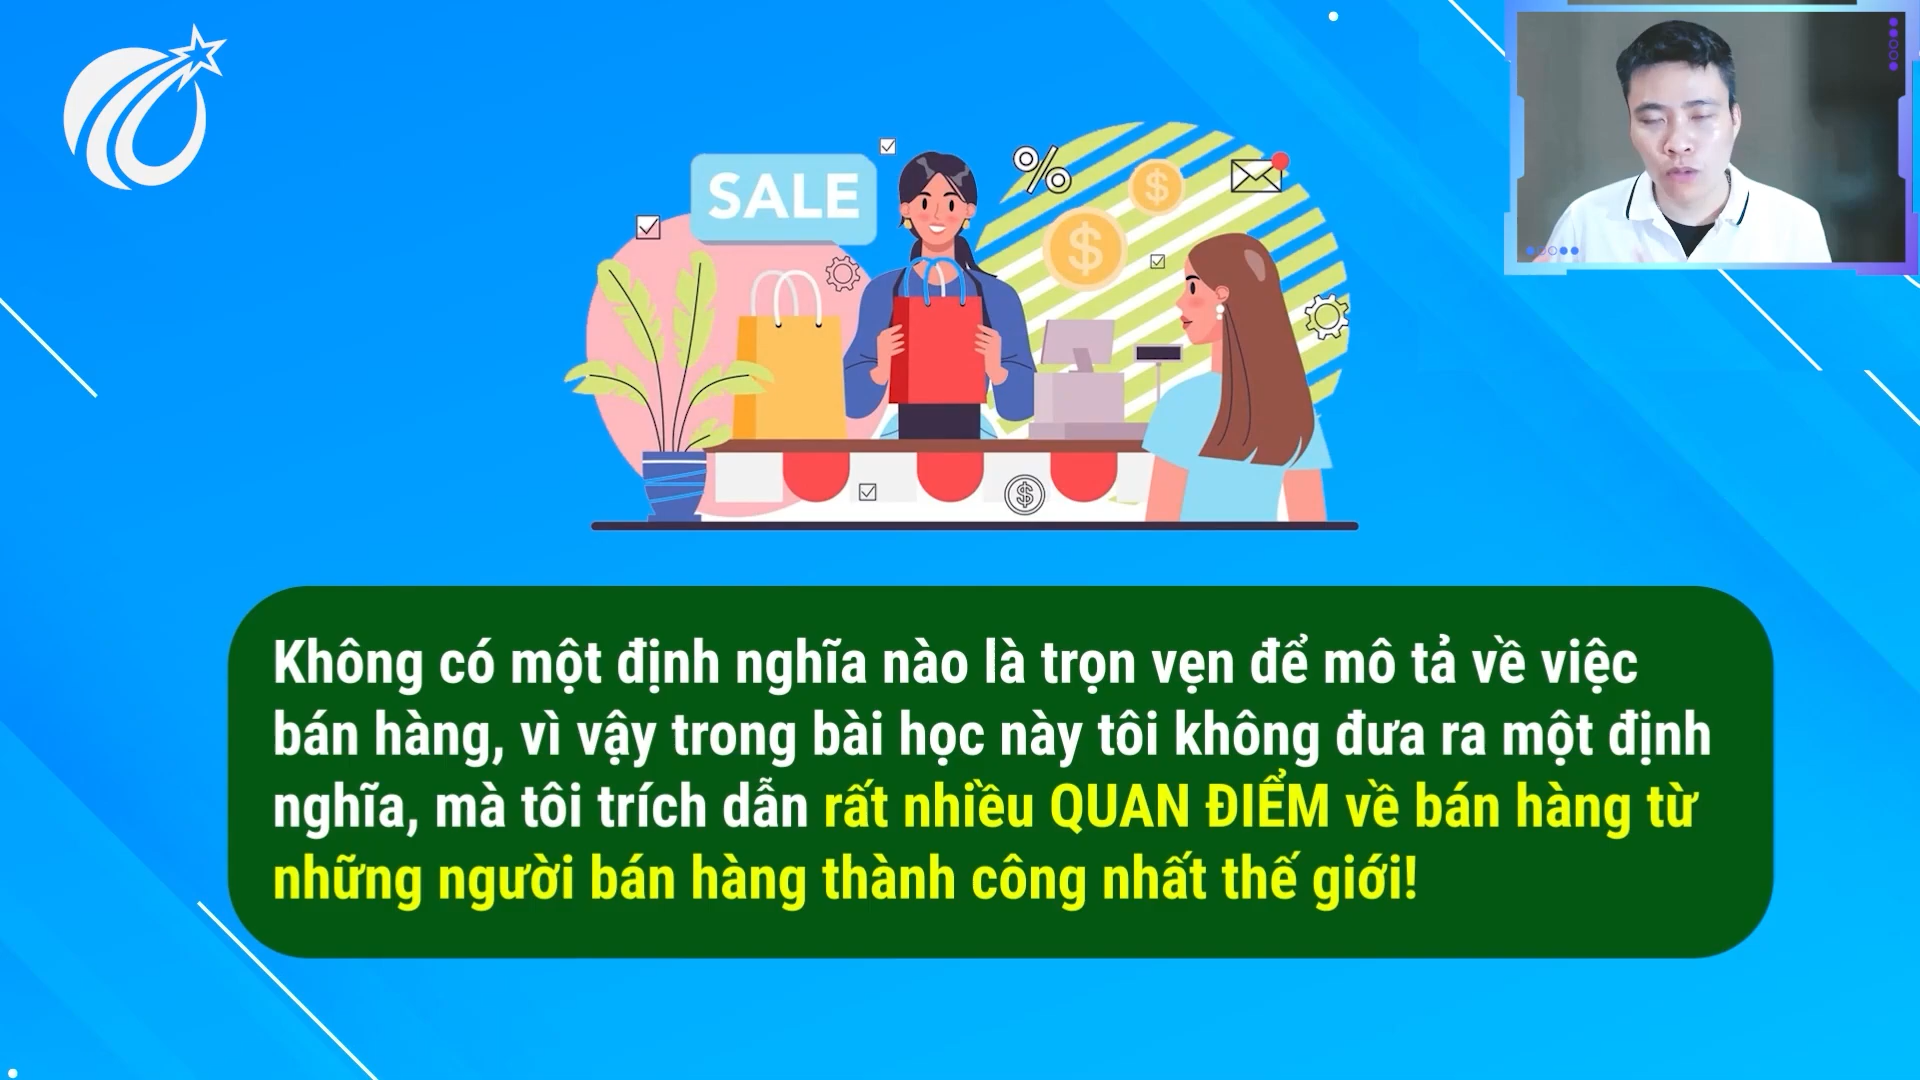 SALE
Không có một định nghĩa nào là trọn vẹn để mô tả về việc
bán hàng, vì vậy trong bài học này tôi không đưa ra một định
nghĩa, mà tôi trích dẫn rất nhiều QUAN ĐIỂM về bán hàng từ
những người bán hàng thành công nhất thế giới!